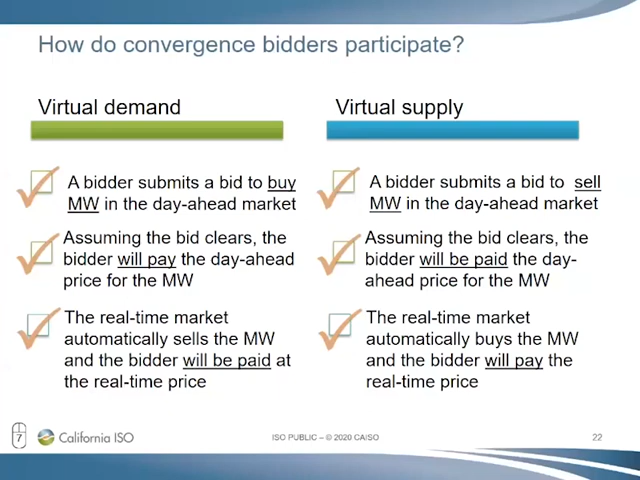 How do convergence bidders participate?
Virtual demand
A bidder submits a bid to buy
MW in the day-ahead market
Assuming the bid clears, the
bidder will pay the day-ahead
price for the MW
The real-time market
automatically sells the MW
and the bidder will be paid at
the real-time price
Virtual supply
A bidder submits a bid to sell
MW in the day-ahead market
Assuming the bid clears, the
bidder will be paid the day-
ahead price for the MW
The real-time market
automatically buys the MW
and the bidder will pay the
real-time price
7
California ISO
ISO PUBLIC – © 2020 CAISO
22